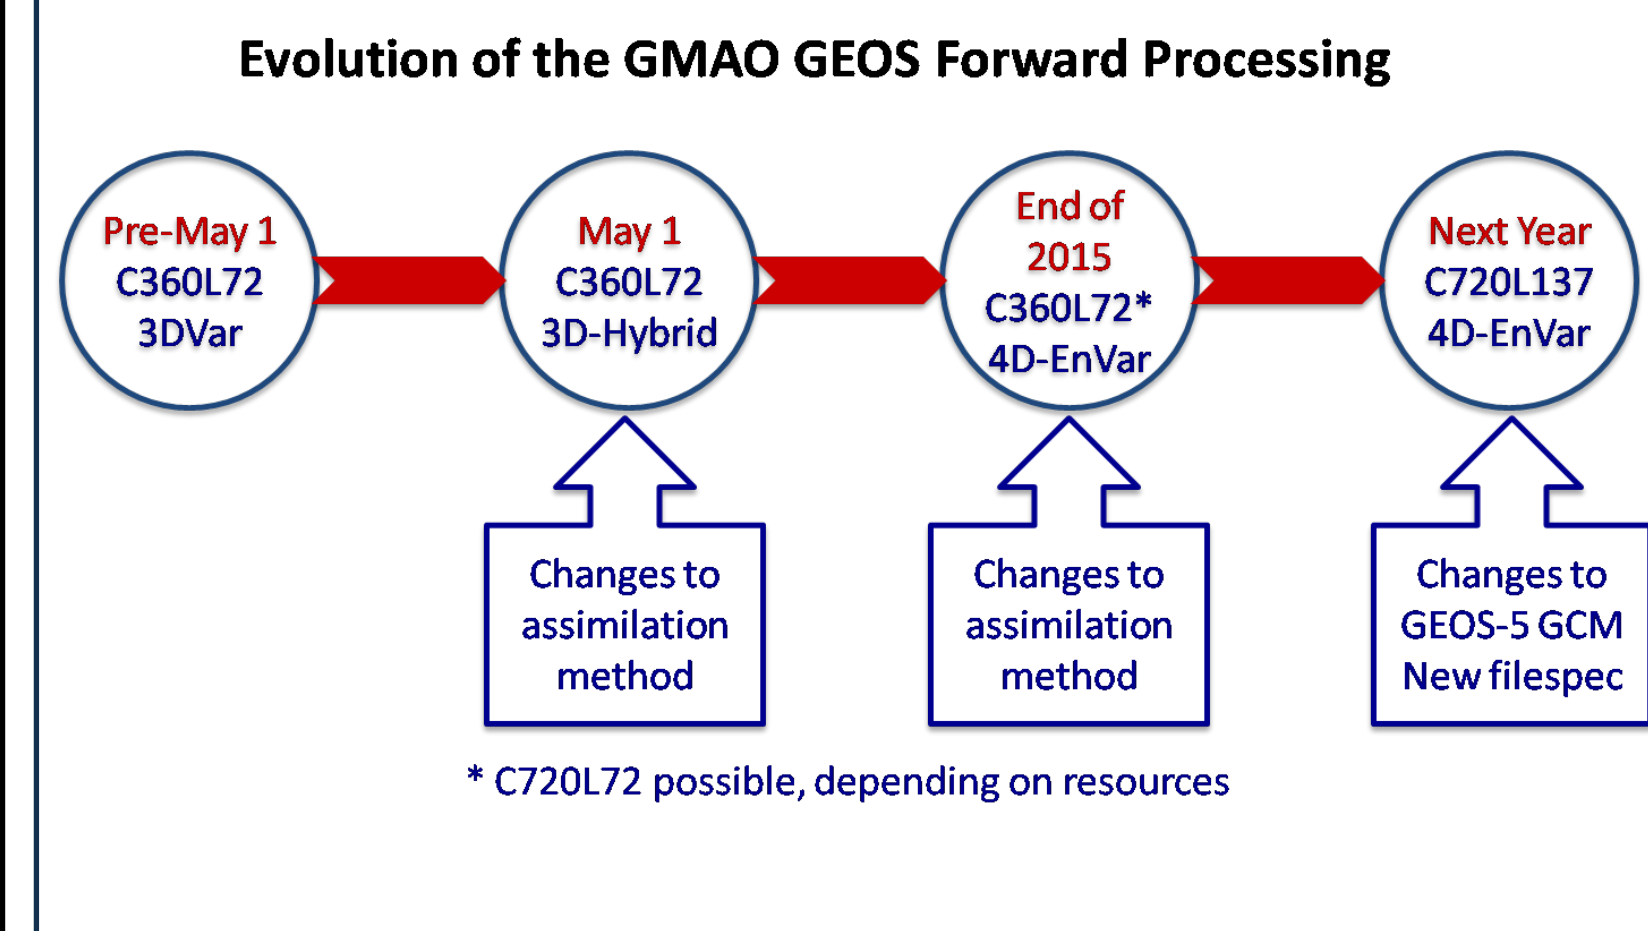 Evolution of the GMAO GEOS Forward Processing
Pre-May 1
C360L72
3DVar
May 1
C360L72
3D-Hybrid
End of
2015
C360L72*
4D-EnVar
Next Year
C720L137
4D-EnVar
Changes to
assimilation
method
Changes to
assimilation
method
Changes to
GEOS-5 GCM
New filespec
* C720L72 possible, depending on resources